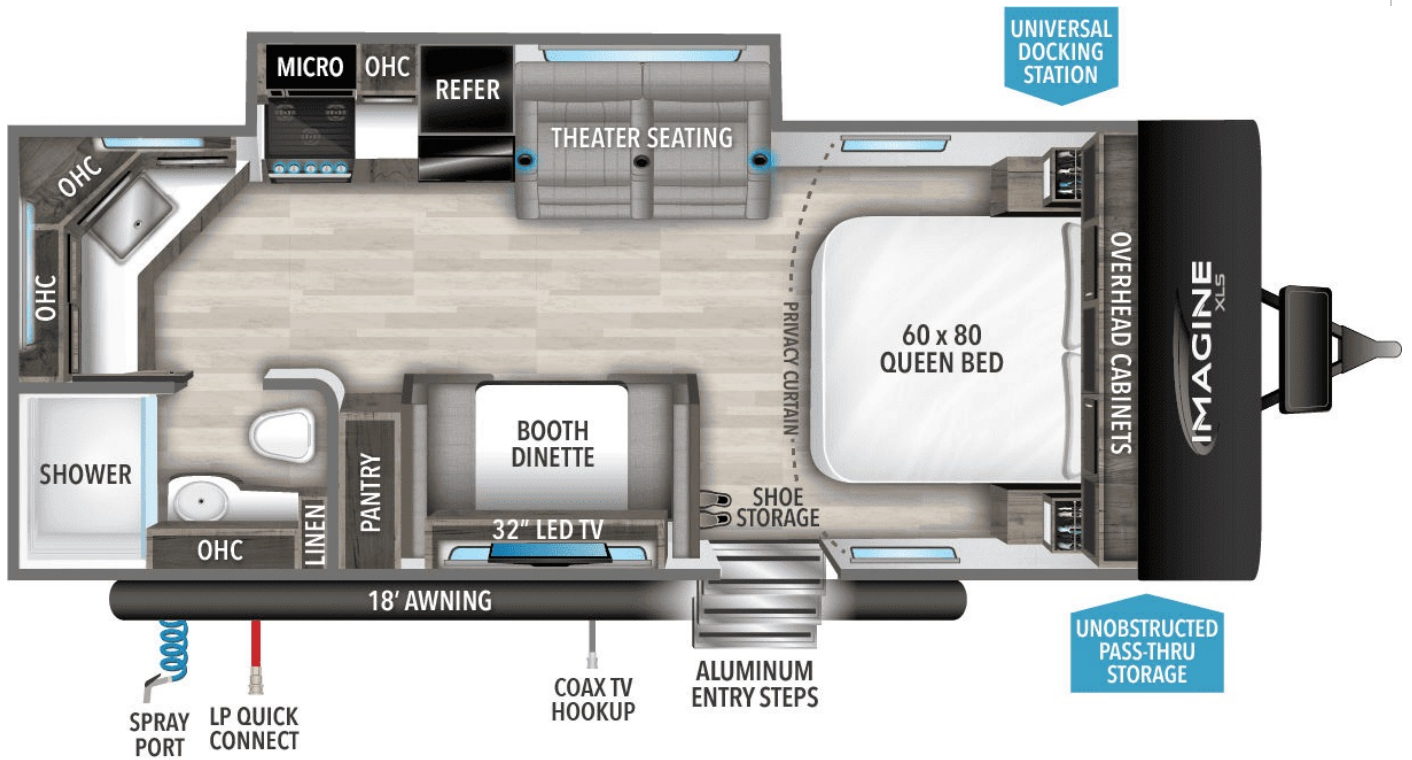 UNIVERSAL
DOCKING
STATION
MICRO
OHC
REFER
THEATER SEATING
OHC
OHC
PRIVACY CURTAIN
60 x 80
QUEEN BED
OVERHEAD CABINETS
IMAGINE
XLS
SHOWER
OHC
LINEN
PANTRY
BOOTH
DINETTE
32” LED TV
SHOE
STORAGE
18’ AWNING
SPRAY
PORT
LP QUICK
CONNECT
COAX TV
HOOKUP
ALUMINUM
ENTRY STEPS
UNOBSTRUCTED
PASS-THRU
STORAGE